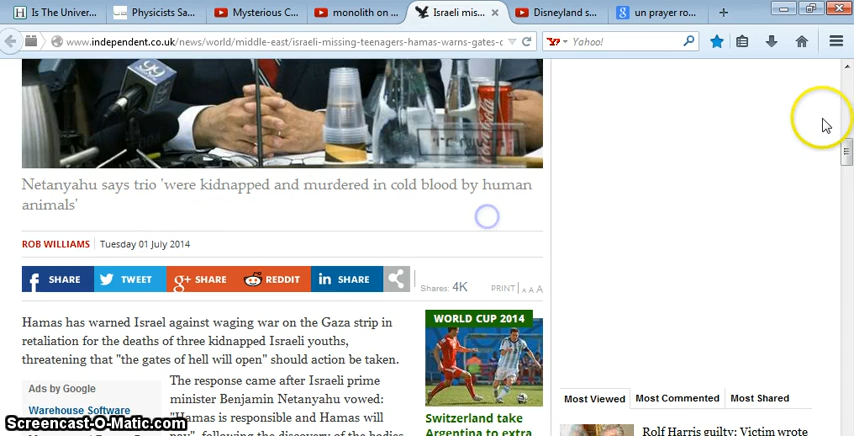 Is The Univer...
Physicists Sa...
Mysterious C...
monolith on ...
Israeli mis...
Disneyland s...
un prayer ro...
www.independent.co.uk/news/world/middle-east/israeli-missing-teenagers-hamas-warns-gates-c
Yahoo!
99
Coca-Cola
Netanyahu says trio 'were kidnapped and murdered in cold blood by human
animals'
ROB WILLIAMS
Tuesday 01 July 2014
SHARE
TWEET
SHARE
REDDIT
SHARE
Shares: 4K
PRINT
A A A
Hamas has warned Israel against waging war on the Gaza strip in
retaliation for the deaths of three kidnapped Israeli youths,
threatening that "the gates of hell will open" should action be taken.
Ads by Google
Warehouse Software
The response came after Israeli prime
minister Benjamin Netanyahu vowed:
"Hamas is responsible and Hamas will
pay", following the discovery of the bodies
WORLD CUP 2014
Switzerland take
Argentina to extra
Most Viewed
Most Commented
Most Shared
Rolf Harris guilty: Victim wrote
Screencast-O-Matic.com